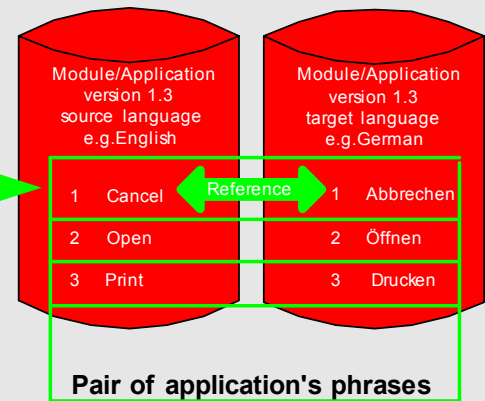 Module/Application
version 1.3
source language
e.g.English
Module/Application
version 1.3
target language
e.g.German
1 Cancel Reference 1 Abbrechen
2 Open 2 Öffnen
3 Print 3 Drucken
Pair of application's phrases